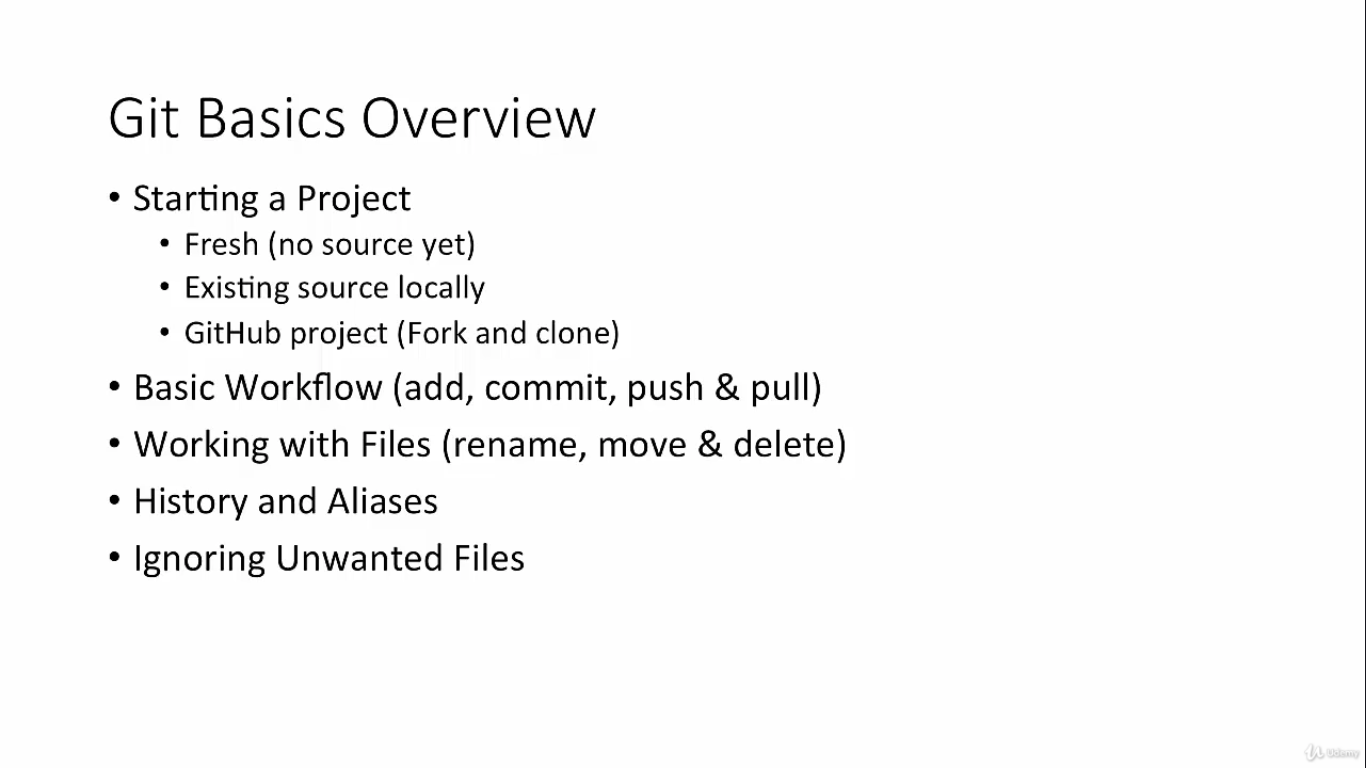 Git Basics Overview
• Starting a Project
• Fresh (no source yet)
• Existing source locally
• GitHub project (Fork and clone)
• Basic Workflow (add, commit, push & pull)
• Working with Files (rename, move & delete)
• History and Aliases
• Ignoring Unwanted Files
Udemy